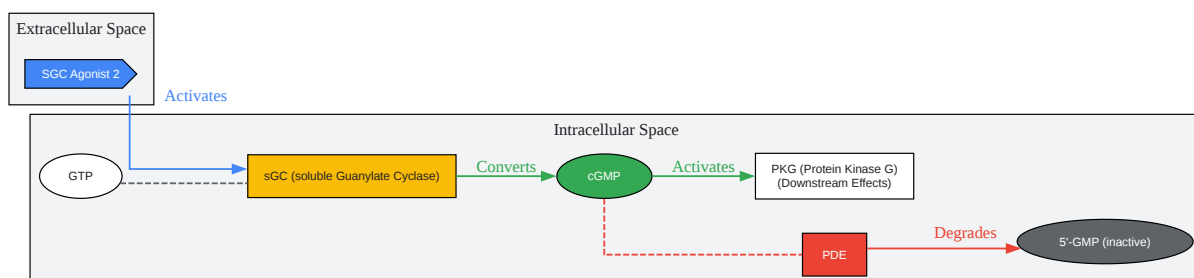 Extracellular Space
SGC Agonist 2
Activates
Intracellular Space
GTP
sGC (soluble Guanylate Cyclase)
Converts
cGMP
Activates
PKG (Protein Kinase G)
(Downstream Effects)
PDE
Degrades
5'-GMP (inactive)